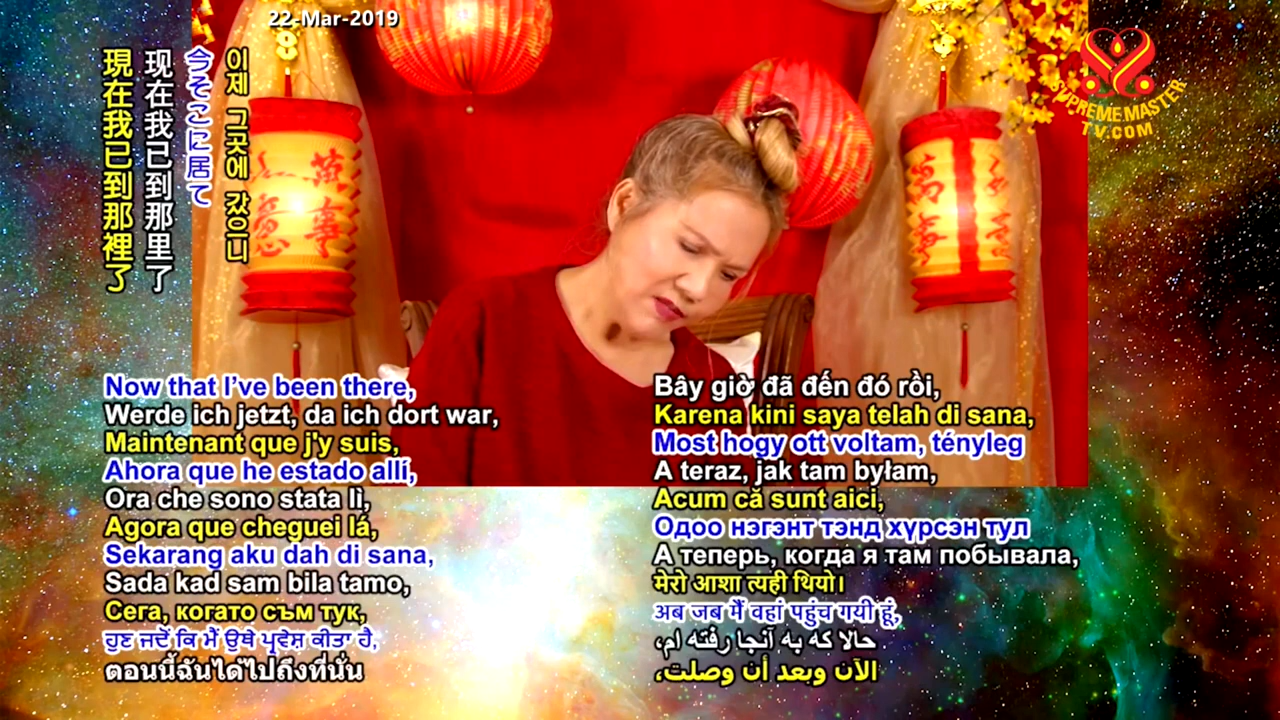 22-Mar-2019
SUPREME MASTER
TV.COM
現在我已到那裡了
现在我已到那里了
今そこに居て
이제 그곳에 갔으니
Now that I’ve been there,
Werde ich jetzt, da ich dort war,
Maintenant que j'y suis,
Ahora que he estado allí,
Ora che sono stata lì,
Agora que cheguei lá,
Sekarang aku dah di sana,
Sada kad sam bila tamo,
Сега, когато съм тук,
ਹੁਣ ਜਦੋਂ ਕਿ ਮੈਂ ਉਥੇ ਪ੍ਰਵੇਸ਼ ਕੀਤਾ ਹੈ,
ตอนนี้ฉันได้ไปถึงที่นั่น
Bây giờ đã đến đó rồi,
Karena kini saya telah di sana,
Most hogy ott voltam, tényleg
A teraz, jak tam byłam,
Acum că sunt aici,
Одоо нэгэнт тэнд хүрсэн тул
А теперь, когда я там побывала,
मेरो आशा त्यही थियो।
अब जब मैं वहां पहुंच गयी हूं,
حالا که به آنجا رفته ام،
الآن وبعد أن وصلت،